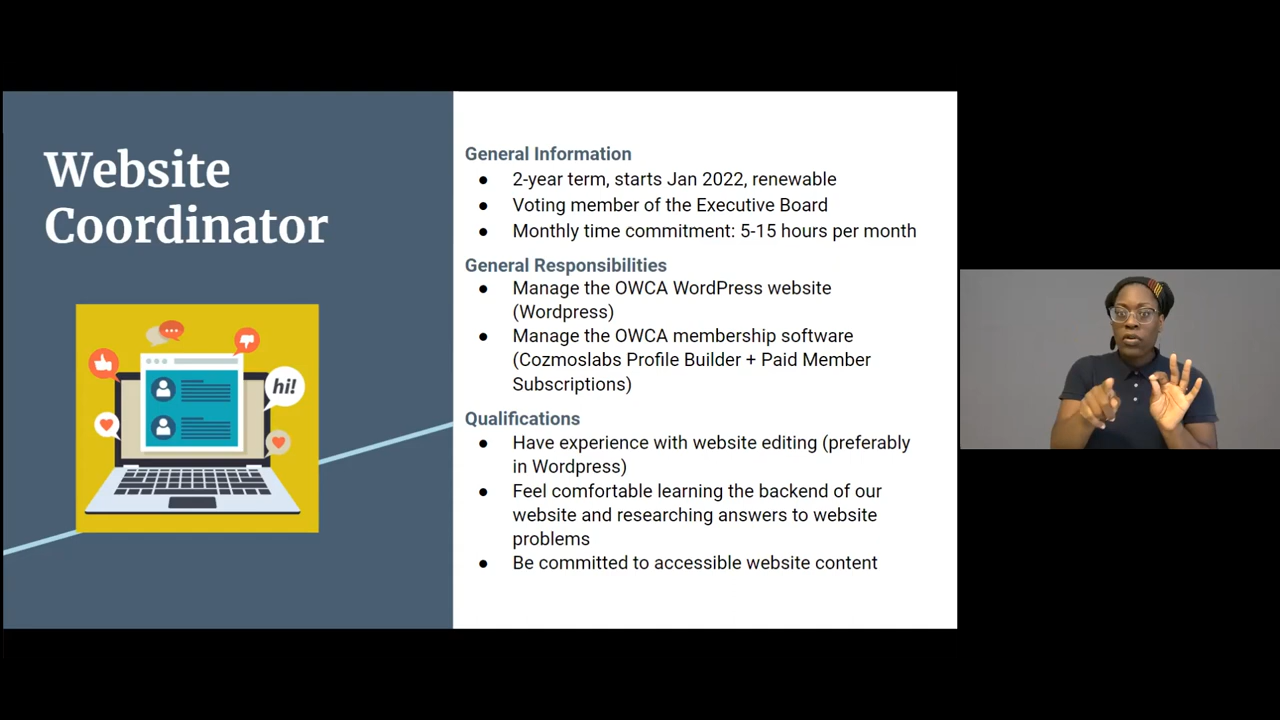 Website
Coordinator
hi!
General Information
● 2-year term, starts Jan 2022, renewable
● Voting member of the Executive Board
● Monthly time commitment: 5-15 hours per month
General Responsibilities
● Manage the OWCA WordPress website
(Wordpress)
● Manage the OWCA membership software
(Cozmoslabs Profile Builder + Paid Member
Subscriptions)
Qualifications
● Have experience with website editing (preferably
in Wordpress)
● Feel comfortable learning the backend of our
website and researching answers to website
problems
● Be committed to accessible website content